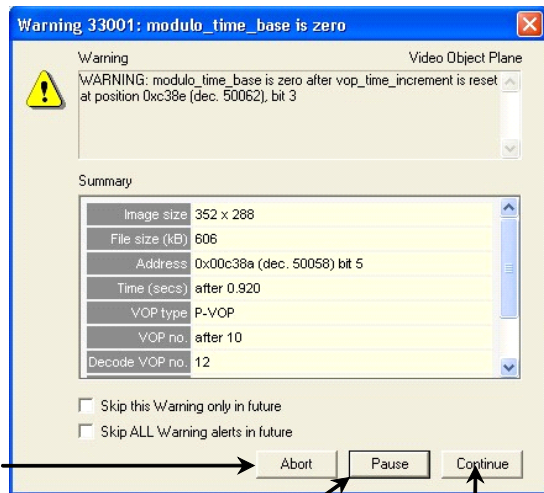 Warning 33001: modulo_time_base is zero
Warning Video Object Plane
WARNING: modulo_time_base is zero after vop_time_increment is reset
at position 0xc38e (dec. 50062), bit 3
Summary
Image size 352 x 288
File size (kB) 606
Address 0x00c38a (dec. 50058) bit 5
Time (secs) after 0.920
VOP type P-VOP
VOP no. after 10
Decode VOP no. 12
Skip this Warning only in future
Skip ALL Warning alerts in future
Abort Pause Continue